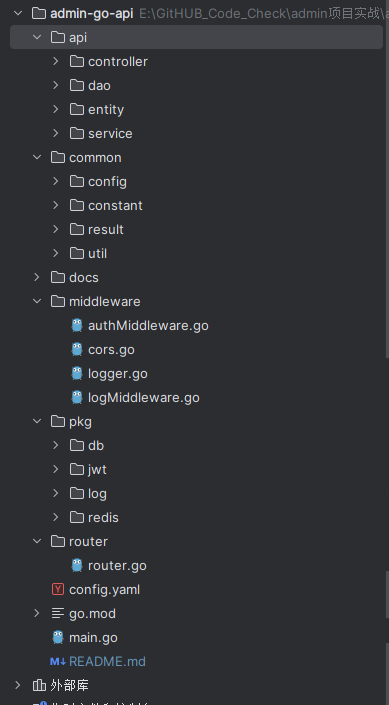 admin-go-api E:\GitHUB_Code_Check\admin项目实战\
api
controller
dao
entity
service
common
config
constant
result
util
docs
middleware
authMiddleware.go
cors.go
logger.go
logMiddleware.go
pkg
db
jwt
log
redis
router
router.go
config.yaml
go.mod
main.go
README.md
外部库